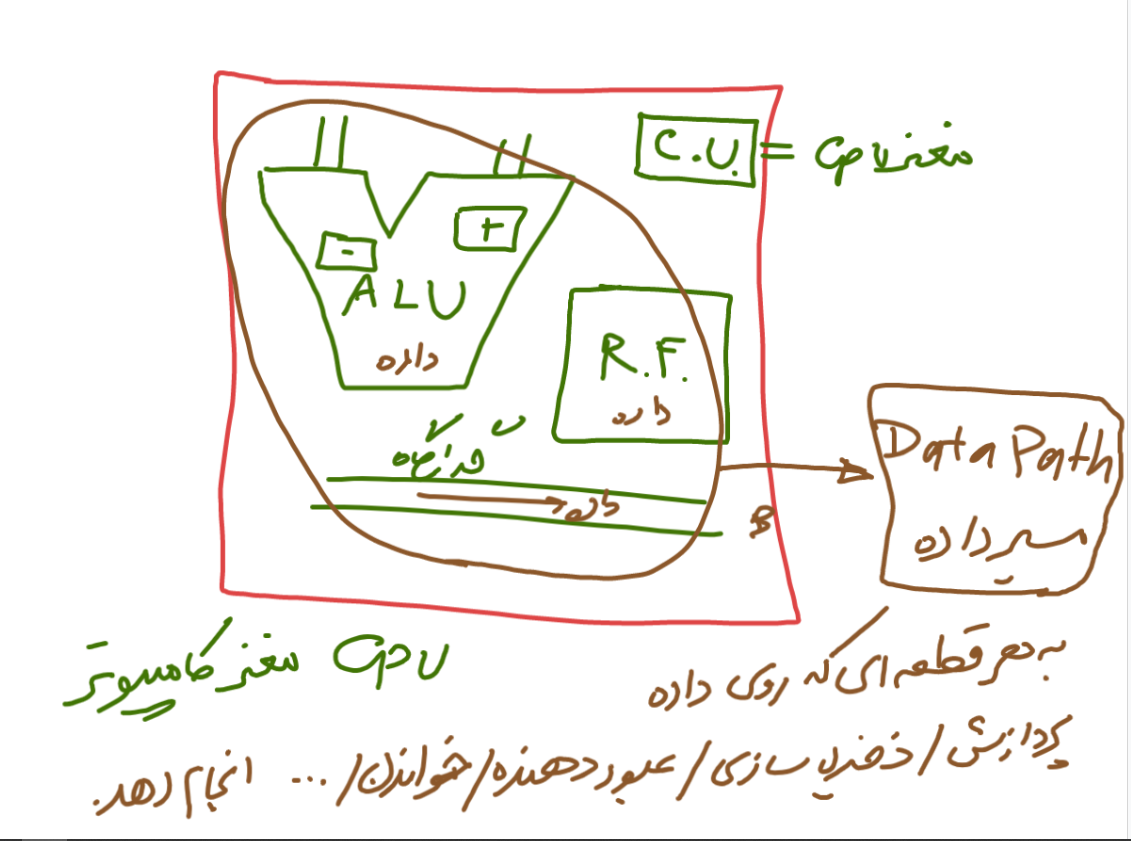 C.U. = مغز cpu
- +
ALU
داده
R.F.
داده
داده
B
Data Path
مسیر داده
CPU مغز کامپیوتر
به هر قطعه ای که روی داده
پردازش / ذخیره سازی / عبور دهنده / خواندن / ... انجام دهد.